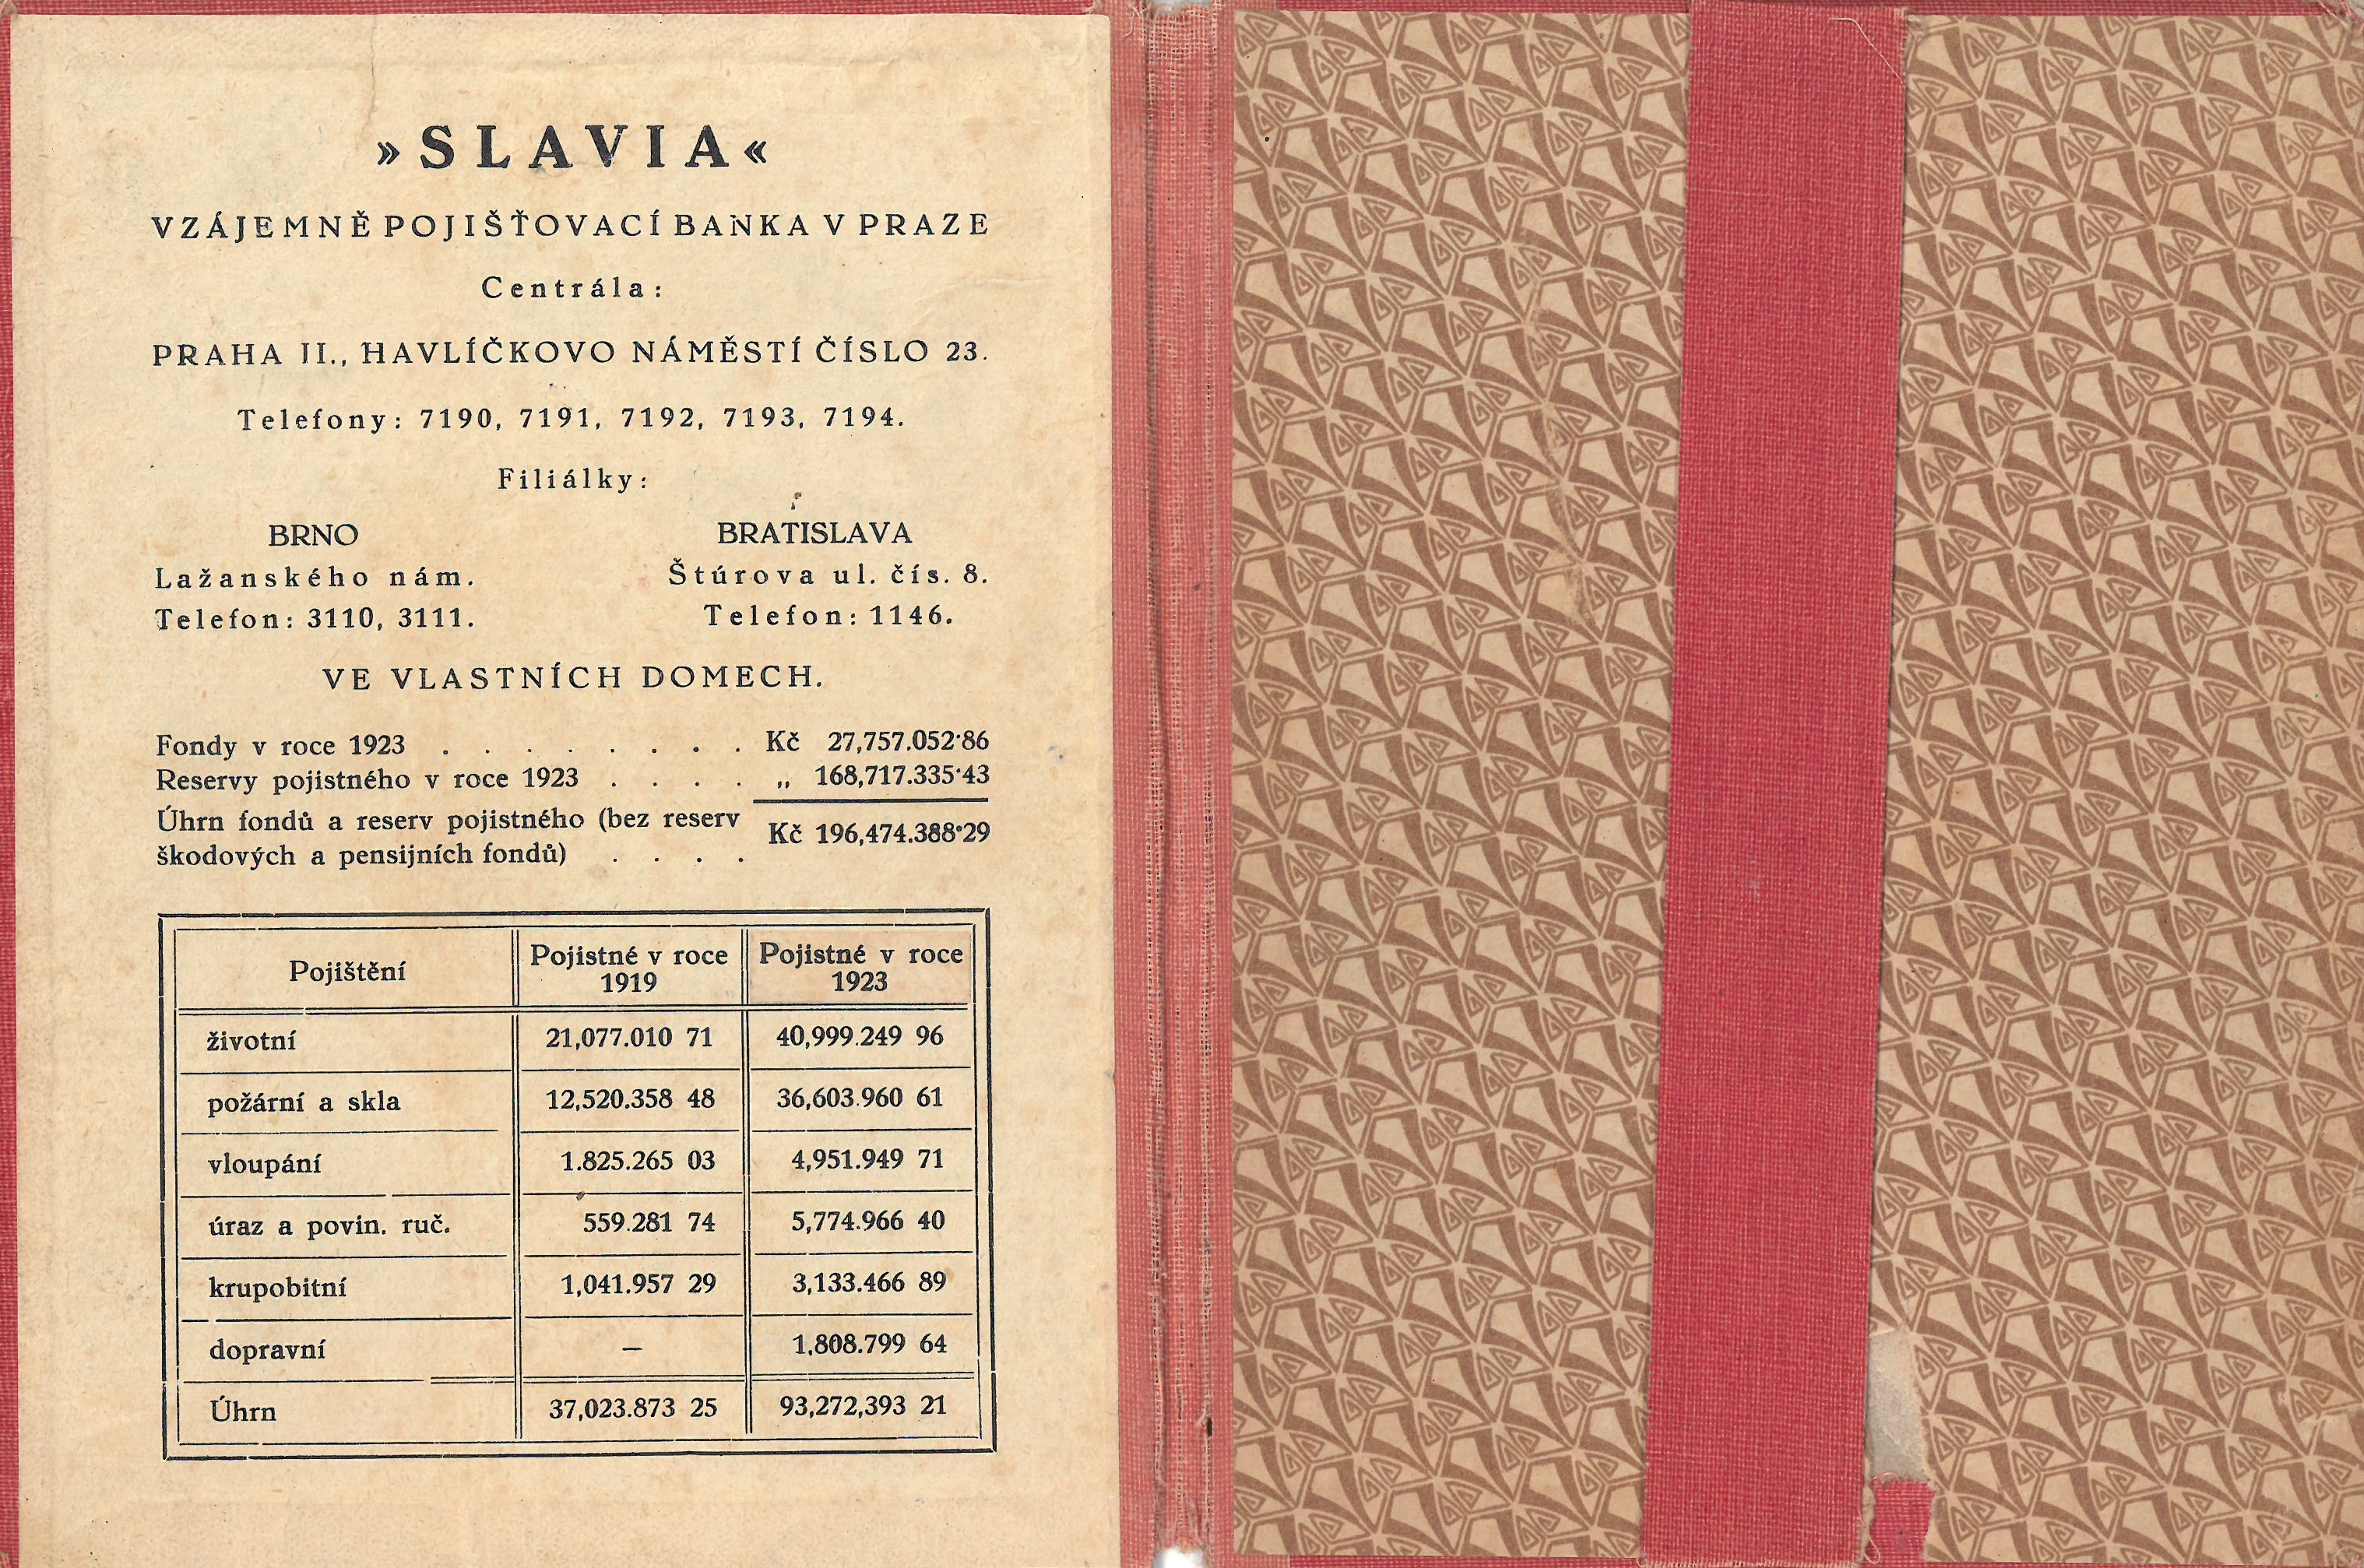 »SLAVIA«
VZÁJEMNĚ POJIŠŤOVACÍ BANKA V PRAZE
Centrála:
PRAHA II., HAVLÍČKOVO NÁMĚSTÍ ČÍSLO 23.
Telefony: 7190, 7191, 7192, 7193, 7194.
Filiálky:
BRNO BRATISLAVA
Lažanského nám. Štúrova ul. čís. 8.
Telefon: 3110, 3111. Telefon: 1146.
VE VLASTNÍCH DOMECH.
Fondy v roce 1923 . . . . . . . . Kč 27,757.052·86
Reservy pojistného v roce 1923 . . . . „ 168,717.335·43
Úhrn fondů a reserv pojistného (bez reserv
škodových a pensijních fondů) . . . . Kč 196,474.388·29
Pojištění Pojistné v roce 1919 Pojistné v roce 1923
životní 21,077.010 71 40,999.249 96
požární a skla 12,520.358 48 36,603.960 61
vloupání 1.825.265 03 4,951.949 71
úraz a povin. ruč. 559.281 74 5,774.966 40
krupobitní 1,041.957 29 3,133.466 89
dopravní — 1,808.799 64
Úhrn 37,023.873 25 93,272,393 21